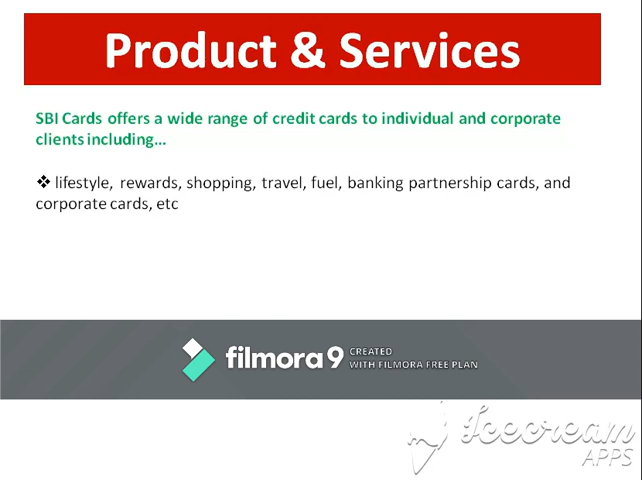 Product & Services
SBI Cards offers a wide range of credit cards to individual and corporate
clients including...
❖ lifestyle, rewards, shopping, travel, fuel, banking partnership cards, and
corporate cards, etc
filmora9 CREATED
WITH FILMORA FREE PLAN
Icecream
APPS